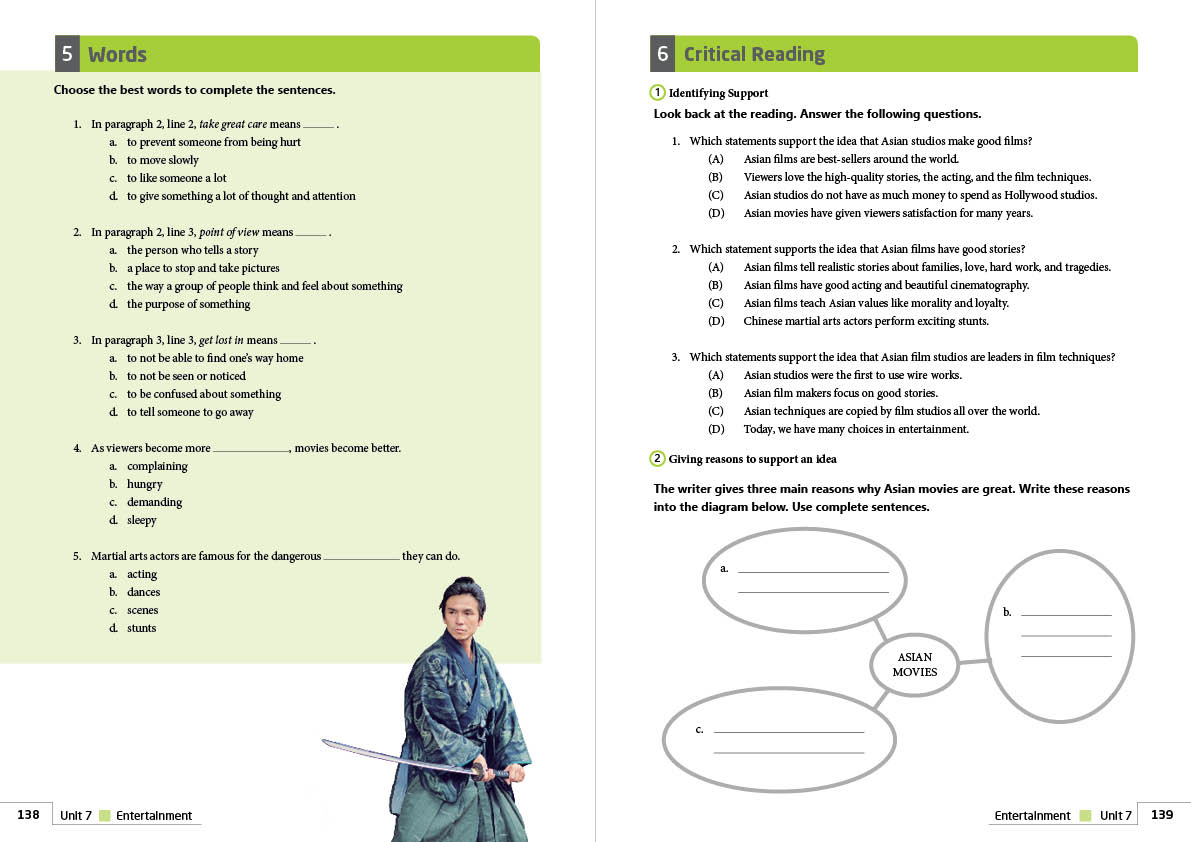 5 Words
Choose the best words to complete the sentences.
1. In paragraph 2, line 2, take great care means ______ .
a. to prevent someone from being hurt
b. to move slowly
c. to like someone a lot
d. to give something a lot of thought and attention
2. In paragraph 2, line 3, point of view means ______ .
a. the person who tells a story
b. a place to stop and take pictures
c. the way a group of people think and feel about something
d. the purpose of something
3. In paragraph 3, line 3, get lost in means ______ .
a. to not be able to find one's way home
b. to not be seen or noticed
c. to be confused about something
d. to tell someone to go away
4. As viewers become more ______________, movies become better.
a. complaining
b. hungry
c. demanding
d. sleepy
5. Martial arts actors are famous for the dangerous ______________ they can do.
a. acting
b. dances
c. scenes
d. stunts
138 Unit 7 Entertainment
6 Critical Reading
1 Identifying Support
Look back at the reading. Answer the following questions.
1. Which statements support the idea that Asian studios make good films?
(A) Asian films are best-sellers around the world.
(B) Viewers love the high-quality stories, the acting, and the film techniques.
(C) Asian studios do not have as much money to spend as Hollywood studios.
(D) Asian movies have given viewers satisfaction for many years.
2. Which statement supports the idea that Asian films have good stories?
(A) Asian films tell realistic stories about families, love, hard work, and tragedies.
(B) Asian films have good acting and beautiful cinematography.
(C) Asian films teach Asian values like morality and loyalty.
(D) Chinese martial arts actors perform exciting stunts.
3. Which statements support the idea that Asian film studios are leaders in film techniques?
(A) Asian studios were the first to use wire works.
(B) Asian film makers focus on good stories.
(C) Asian techniques are copied by film studios all over the world.
(D) Today, we have many choices in entertainment.
2 Giving reasons to support an idea
The writer gives three main reasons why Asian movies are great. Write these reasons
into the diagram below. Use complete sentences.
a.
b.
ASIAN
MOVIES
c.
Entertainment Unit 7 139